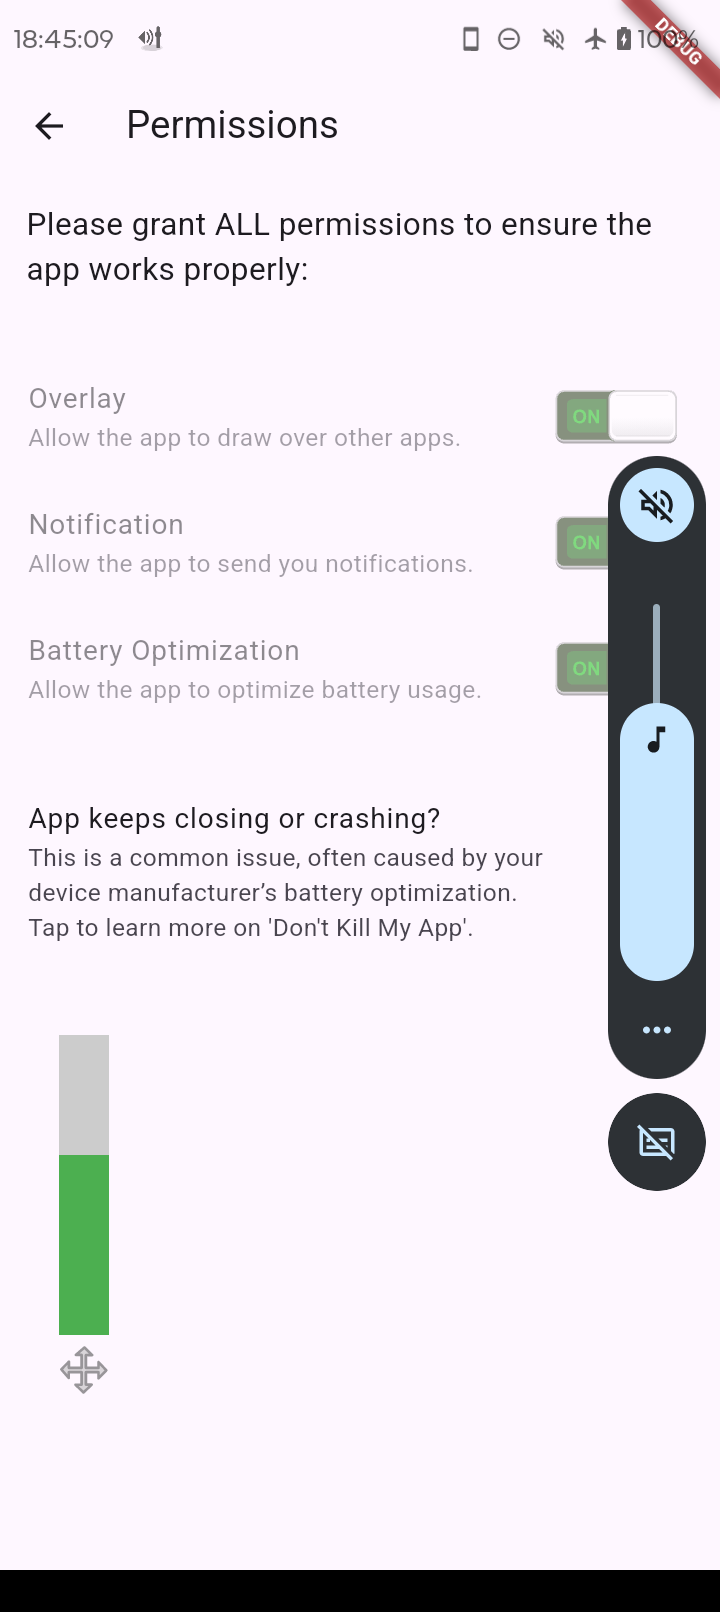 18:45:09
100%
DEBUG
Permissions
Please grant ALL permissions to ensure the
app works properly:
Overlay
ON
Allow the app to draw over other apps.
Notification
ON
Allow the app to send you notifications.
Battery Optimization
ON
Allow the app to optimize battery usage.
App keeps closing or crashing?
This is a common issue, often caused by your
device manufacturer’s battery optimization.
Tap to learn more on 'Don't Kill My App'.